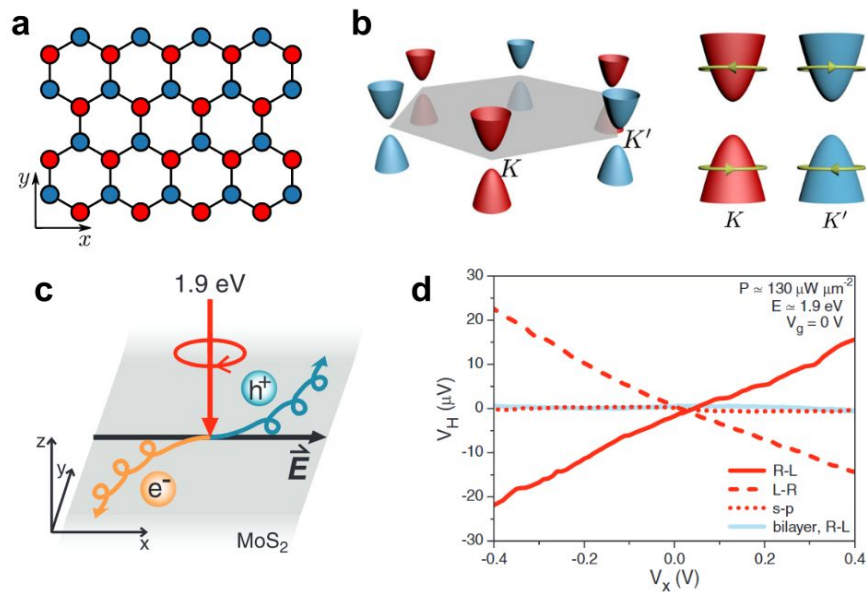 a
y
x
b
K
K′
K
K′
c
1.9 eV
h+
E
e-
z
y
x
MoS2
d
P ≃ 130 μW μm-2
E ≃ 1.9 eV
Vg = 0 V
VH (μV)
30
20
10
0
-10
-20
-30
R-L
L-R
s-p
bilayer, R-L
-0.4
-0.2
0.0
0.2
0.4
Vx (V)